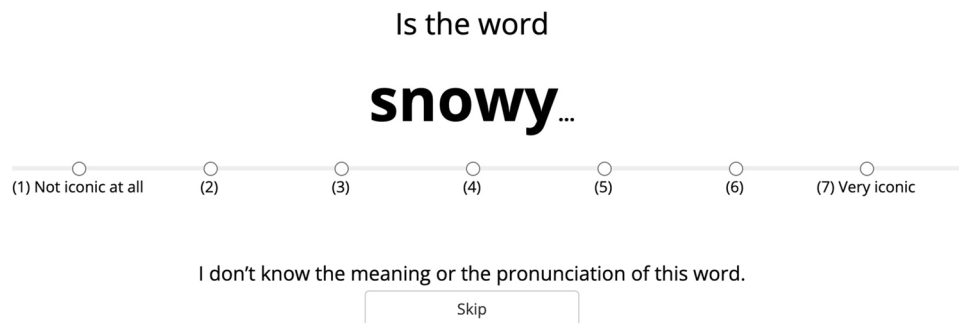 Is the word
snowy...
(1) Not iconic at all (2) (3) (4) (5) (6) (7) Very iconic
I don’t know the meaning or the pronunciation of this word.
Skip